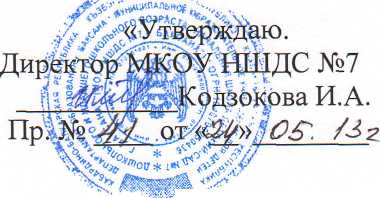 «Утверждаю.
Директор МКОУ НШДС №7
Кодзокова И.А.
Пр. № 41 от «24» 05. 13г